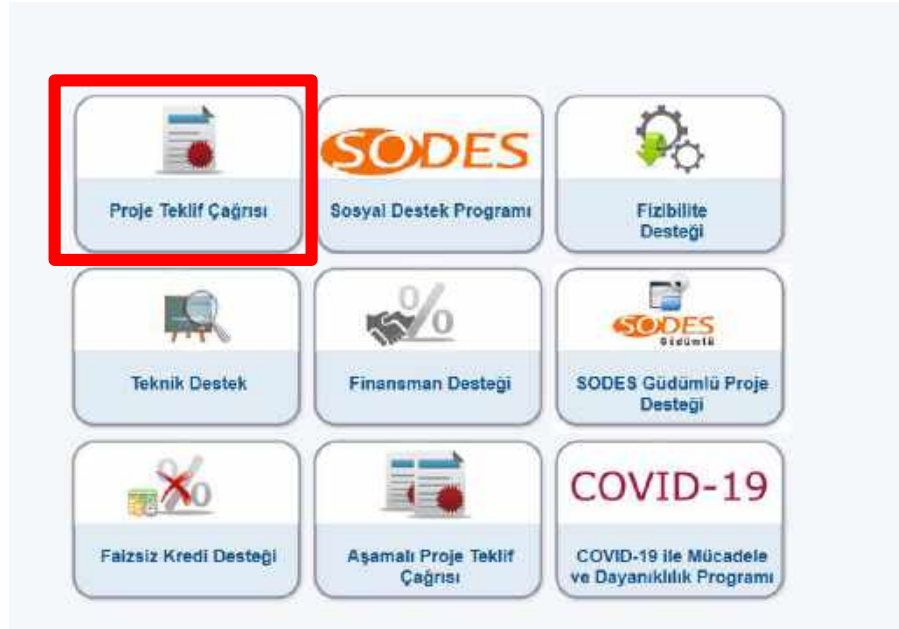 Proje Teklif Çağrısı
SODES
Sosyal Destek Programı
Fizibilite
Desteği
Teknik Destek
%
Finansman Desteği
SODES
Güdümlü
SODES Güdümlü Proje
Desteği
%
Faizsiz Kredi Desteği
Aşamalı Proje Teklif
Çağrısı
COVID-19
COVID-19 ile Mücadele
ve Dayanıklılık Programı